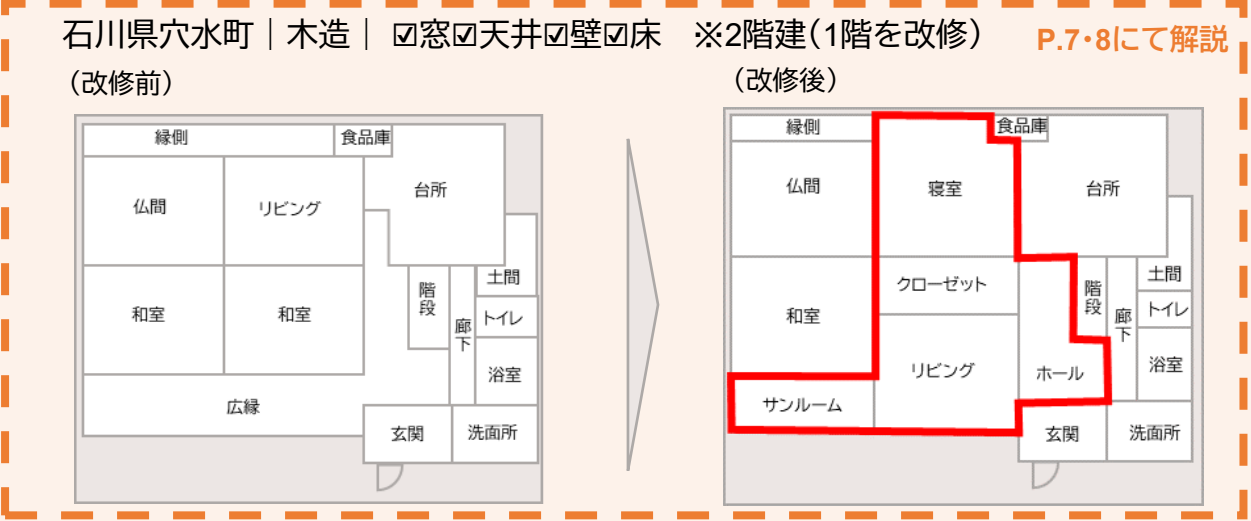 石川県穴水町｜木造｜ ☑窓☑天井☑壁☑床　※2階建（1階を改修）
P.7・8にて解説
（改修前）
縁側
食品庫
仏間
リビング
台所
和室
和室
階段
廊下
土間
トイレ
浴室
広縁
玄関
洗面所
（改修後）
縁側
食品庫
仏間
寝室
台所
クローゼット
和室
階段
廊下
土間
トイレ
リビング
ホール
浴室
サンルーム
玄関
洗面所